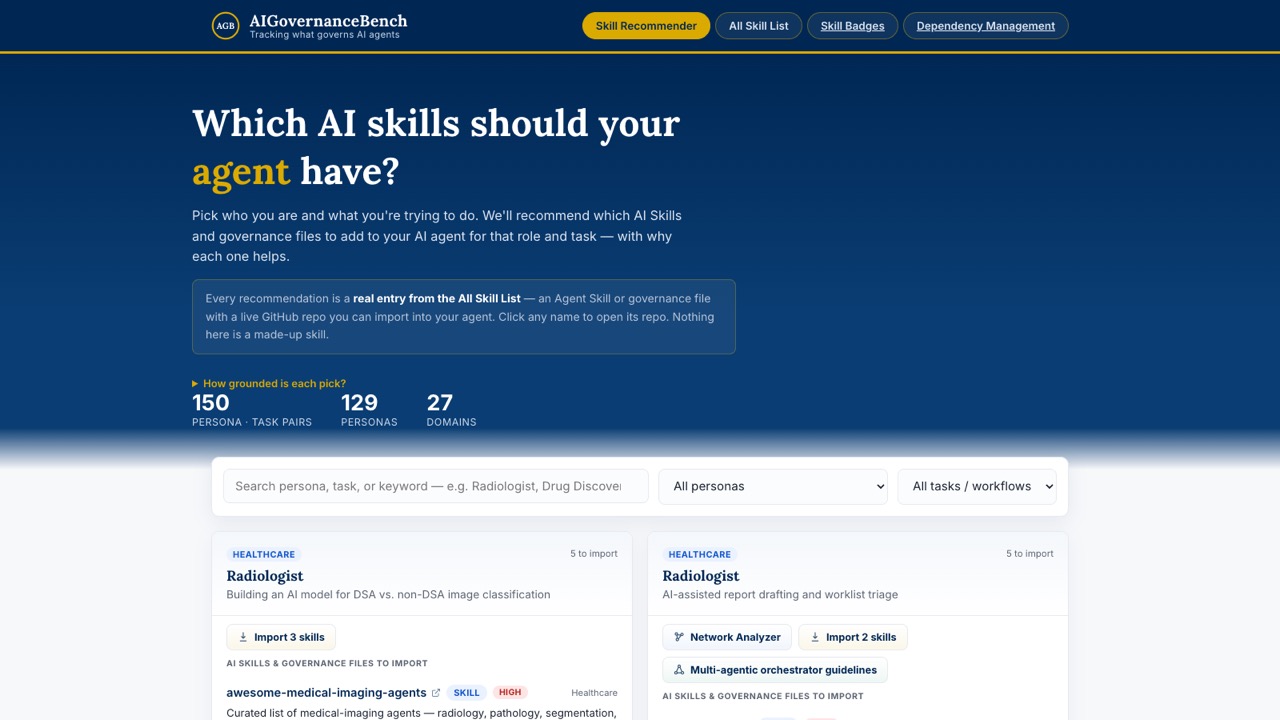 AGB
AIGovernanceBench
Tracking what governs AI agents
Skill Recommender
All Skill List
Skill Badges
Dependency Management
Which AI skills should your
agent have?
Pick who you are and what you're trying to do. We'll recommend which AI Skills
and governance files to add to your AI agent for that role and task — with why
each one helps.
Every recommendation is a real entry from the All Skill List — an Agent Skill or governance file
with a live GitHub repo you can import into your agent. Click any name to open its repo. Nothing
here is a made-up skill.
▶ How grounded is each pick?
150 129 27
PERSONA · TASK PAIRS PERSONAS DOMAINS
Search persona, task, or keyword — e.g. Radiologist, Drug Discover
All personas
All tasks / workflows
HEALTHCARE 5 to import
Radiologist
Building an AI model for DSA vs. non-DSA image classification
Import 3 skills
AI SKILLS & GOVERNANCE FILES TO IMPORT
awesome-medical-imaging-agents SKILL HIGH Healthcare
Curated list of medical-imaging agents — radiology, pathology, segmentation,
HEALTHCARE 5 to import
Radiologist
AI-assisted report drafting and worklist triage
Network Analyzer
Import 2 skills
Multi-agentic orchestrator guidelines
AI SKILLS & GOVERNANCE FILES TO IMPORT